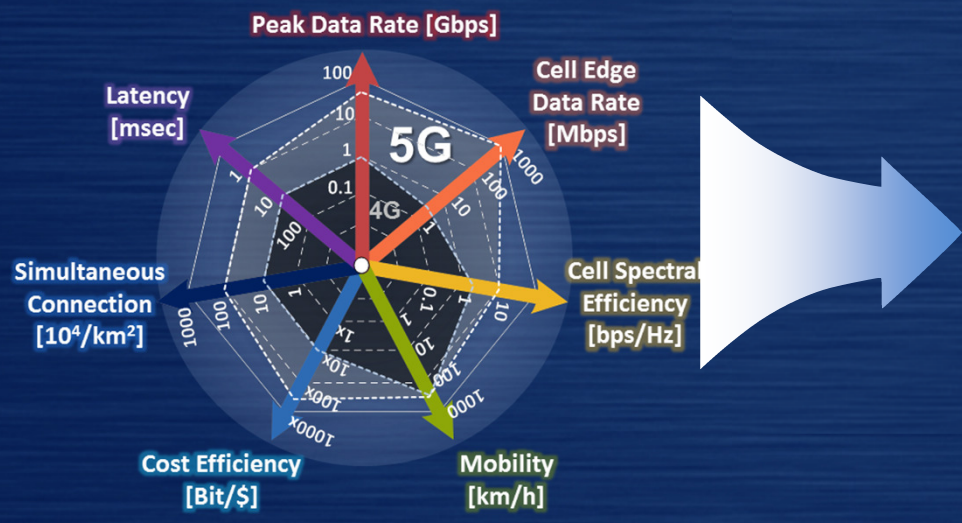 Peak Data Rate [Gbps]
Cell Edge
Data Rate
[Mbps]
Latency
[msec]
100
10
1
0.1
5G
4G
1000
100
10
1
1
10
100
Simultaneous
Connection
[10⁴/km²]
1000
100
10
1
Cell Spectral
Efficiency
[bps/Hz]
0.1
1
10
1x
10x
100x
1000x
1
10
100
1000
Cost Efficiency
[Bit/$]
Mobility
[km/h]